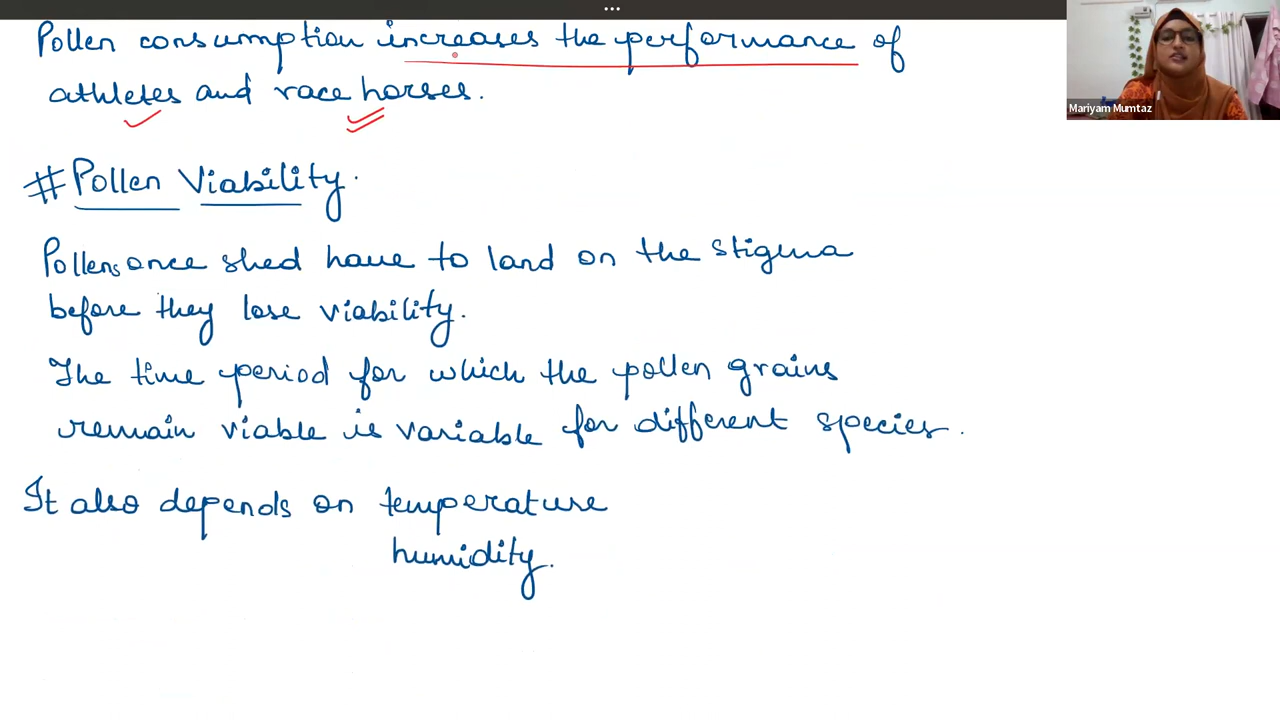 Pollen consumption increases the performance of
athletes and race horses.
Mariyam Mumtaz
#Pollen Viability.
Pollens once shed have to land on the stigma
before they lose viability.
The time period for which the pollen grains
remain viable is variable for different species.
It also depends on temperature
humidity.